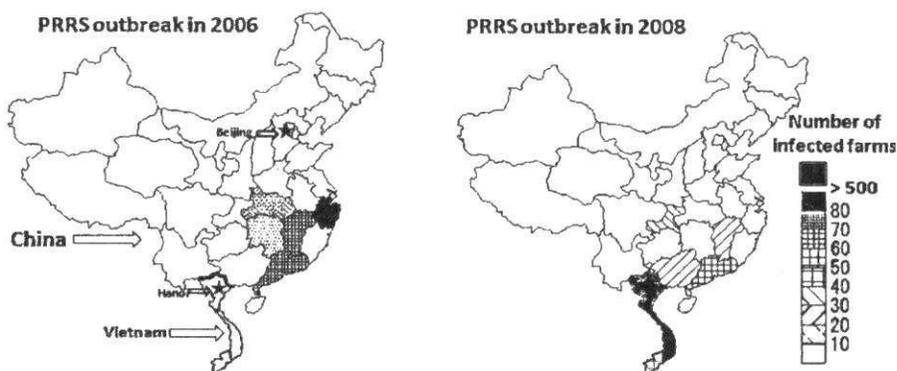 PRRS outbreak in 2006
Beijing
China
Hanoi
Vietnam
PRRS outbreak in 2008
Number of
infected farms
> 500
80
70
60
50
40
30
20
10